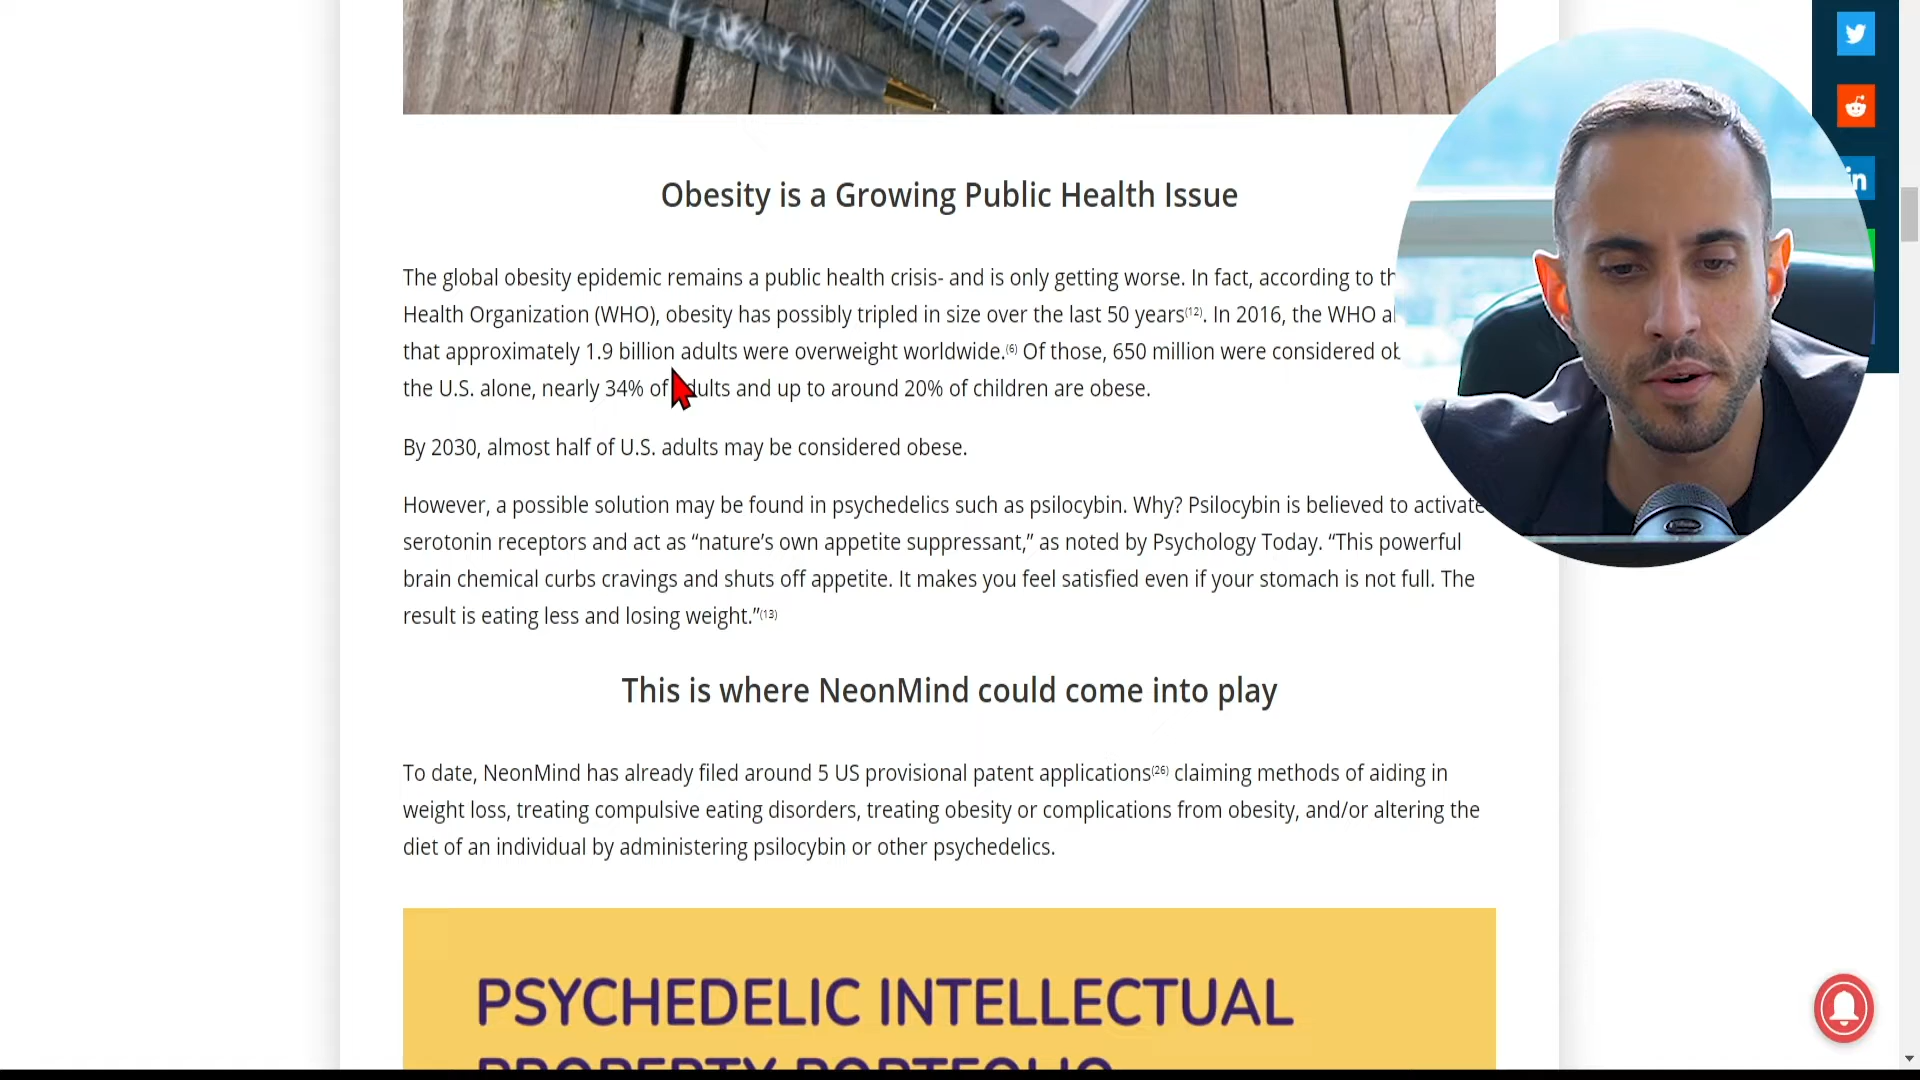 Obesity is a Growing Public Health Issue
The global obesity epidemic remains a public health crisis- and is only getting worse. In fact, according to
Health Organization (WHO), obesity has possibly tripled in size over the last 50 years(12). In 2016, the WHO
that approximately 1.9 billion adults were overweight worldwide.(6) Of those, 650 million were considered
the U.S. alone, nearly 34% of adults and up to around 20% of children are obese.
By 2030, almost half of U.S. adults may be considered obese.
However, a possible solution may be found in psychedelics such as psilocybin. Why? Psilocybin is believed to activate
serotonin receptors and act as “nature’s own appetite suppressant,” as noted by Psychology Today. “This powerful
brain chemical curbs cravings and shuts off appetite. It makes you feel satisfied even if your stomach is not full. The
result is eating less and losing weight.”(13)
This is where NeonMind could come into play
To date, NeonMind has already filed around 5 US provisional patent applications(26) claiming methods of aiding in
weight loss, treating compulsive eating disorders, treating obesity or complications from obesity, and/or altering the
diet of an individual by administering psilocybin or other psychedelics.
PSYCHEDELIC INTELLECTUAL
PROPERTY PORTFOLIO
in